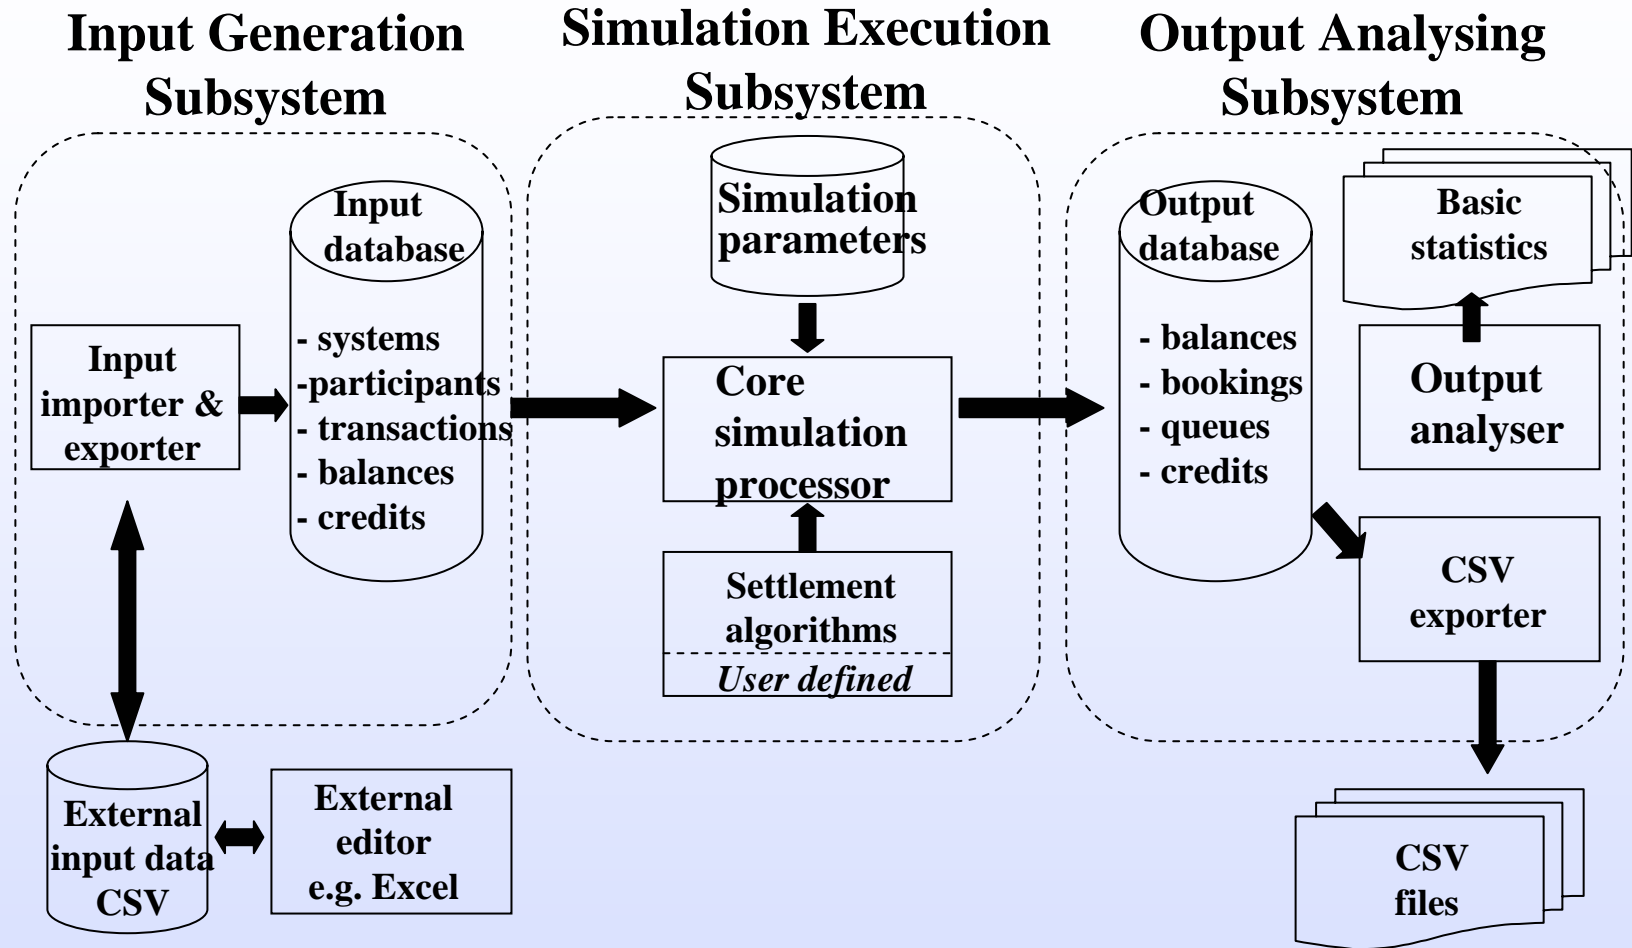 Input Generation
Subsystem
Simulation Execution
Subsystem
Output Analysing
Subsystem
Input
database
- systems
-participants
- transactions
- balances
- credits
Input
importer &
exporter
External
input data
CSV
External
editor
e.g. Excel
Simulation
parameters
Core
simulation
processor
Settlement
algorithms
User defined
Output
database
- balances
- bookings
- queues
- credits
Basic
statistics
Output
analyser
CSV
exporter
CSV
files